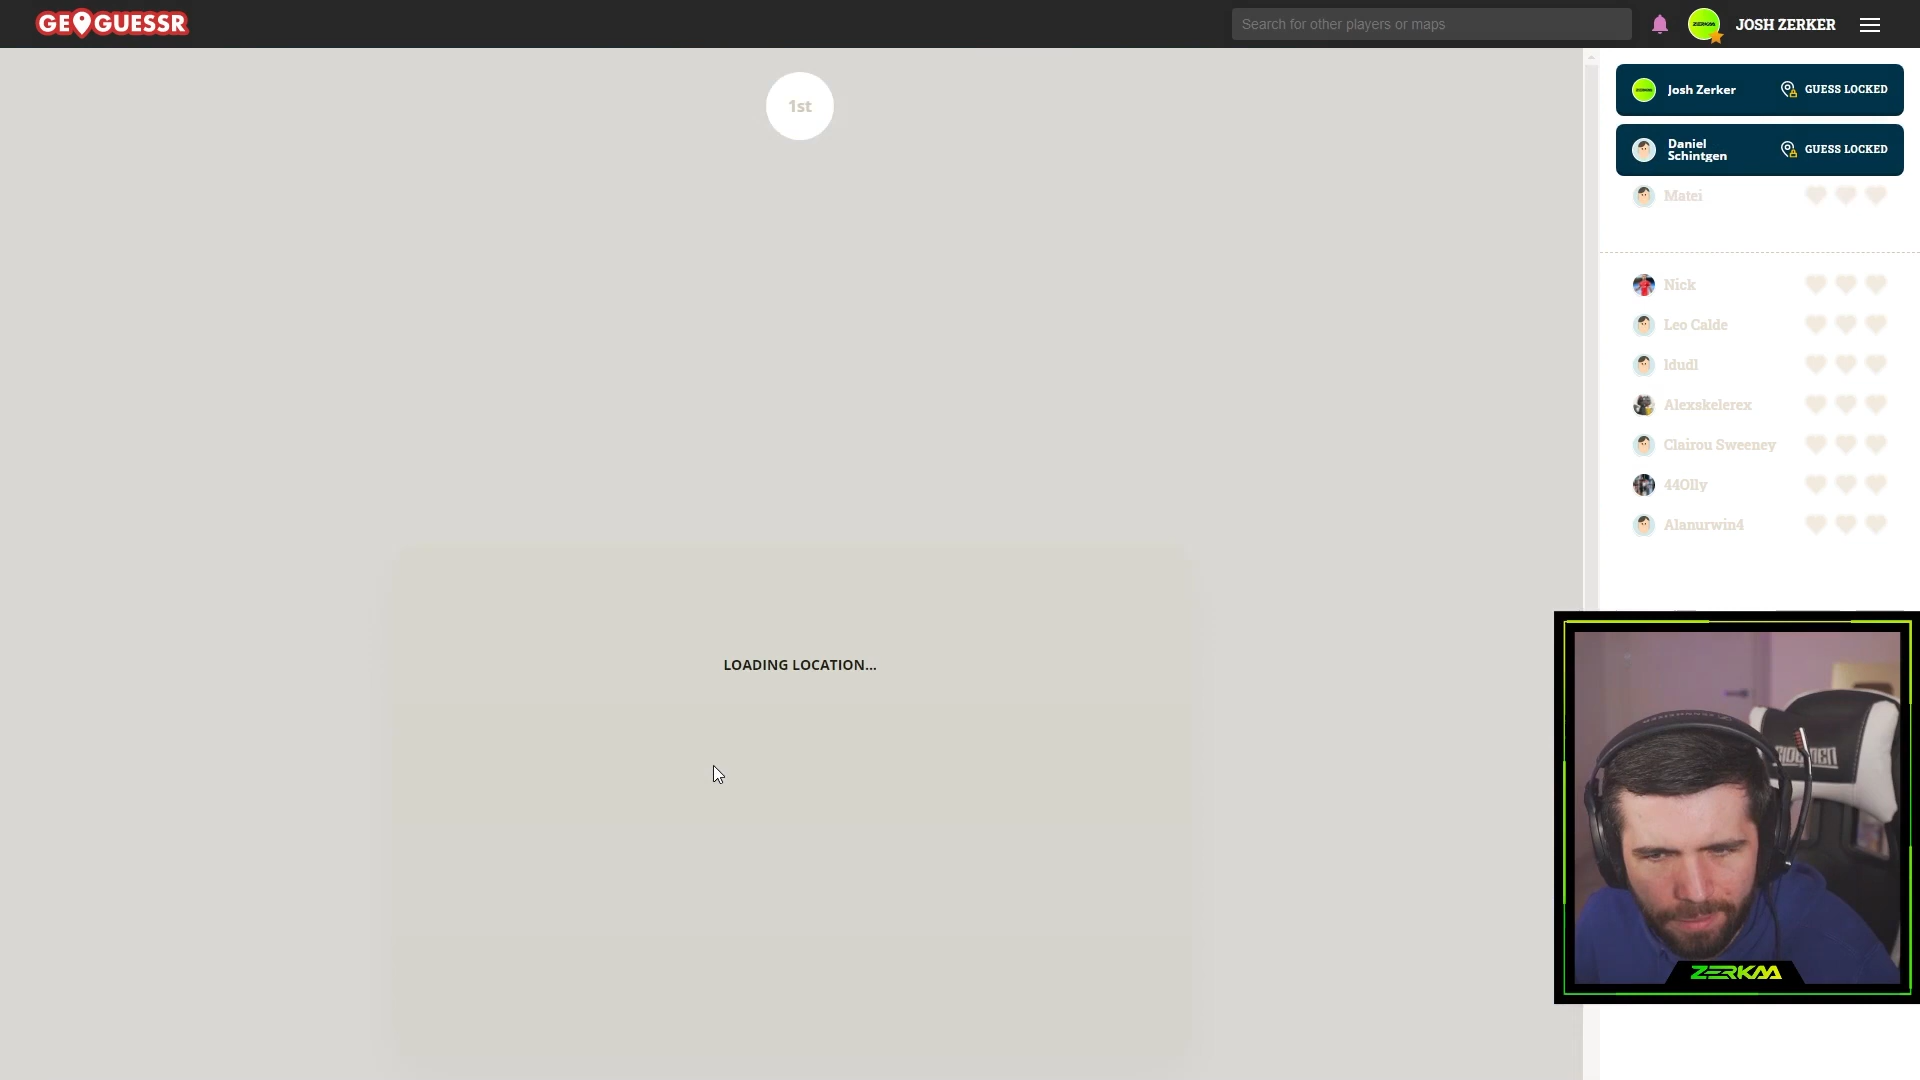 GEOGUESSR
Search for other players or maps
JOSH ZERKER
1st
Josh Zerker
GUESS LOCKED
Daniel
Schintgen
GUESS LOCKED
Matei
Nick
Leo Calde
ldudl
Alexskelerex
Clairou Sweeney
44Olly
Alanurwin4
LOADING LOCATION...
ZERKAA